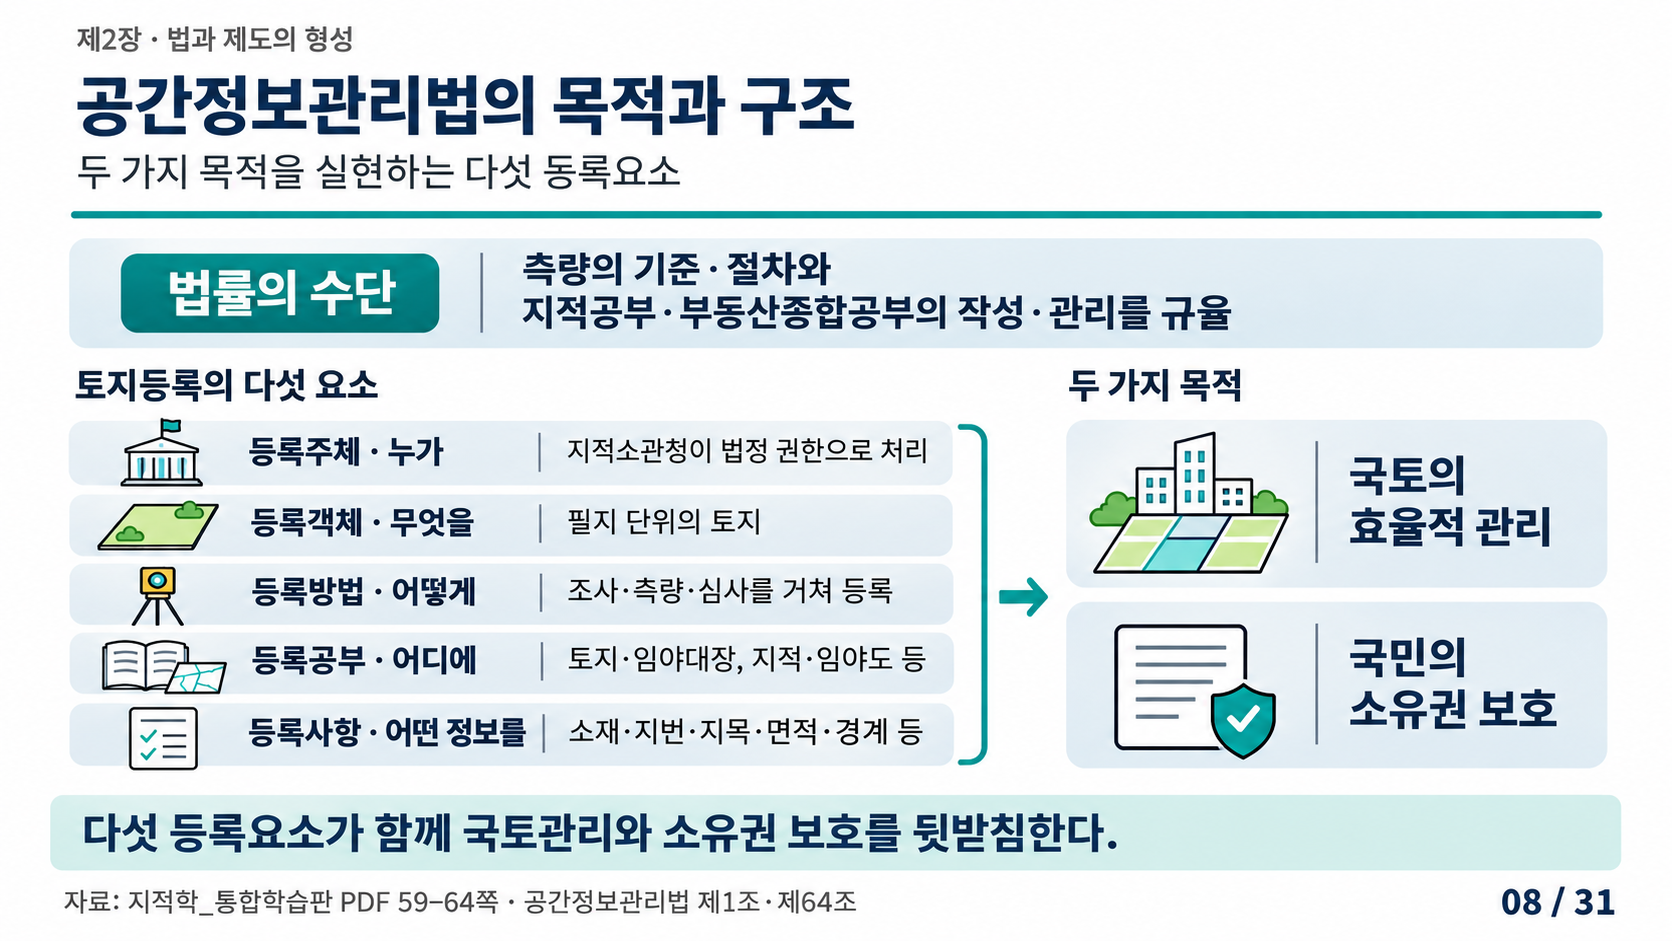 제2장 · 법과 제도의 형성
공간정보관리법의 목적과 구조
두 가지 목적을 실현하는 다섯 등록요소
법률의 수단
측량의 기준 · 절차와
지적공부 · 부동산종합공부의 작성 · 관리를 규율
토지등록의 다섯 요소
등록주체 · 누가
지적소관청이 법정 권한으로 처리
등록객체 · 무엇을
필지 단위의 토지
등록방법 · 어떻게
조사·측량·심사를 거쳐 등록
등록공부 · 어디에
토지·임야대장, 지적·임야도 등
등록사항 · 어떤 정보를
소재·지번·지목·면적·경계 등
두 가지 목적
국토의
효율적 관리
국민의
소유권 보호
다섯 등록요소가 함께 국토관리와 소유권 보호를 뒷받침한다.
자료: 지적학_통합학습판 PDF 59–64쪽 · 공간정보관리법 제1조·제64조
08 / 31